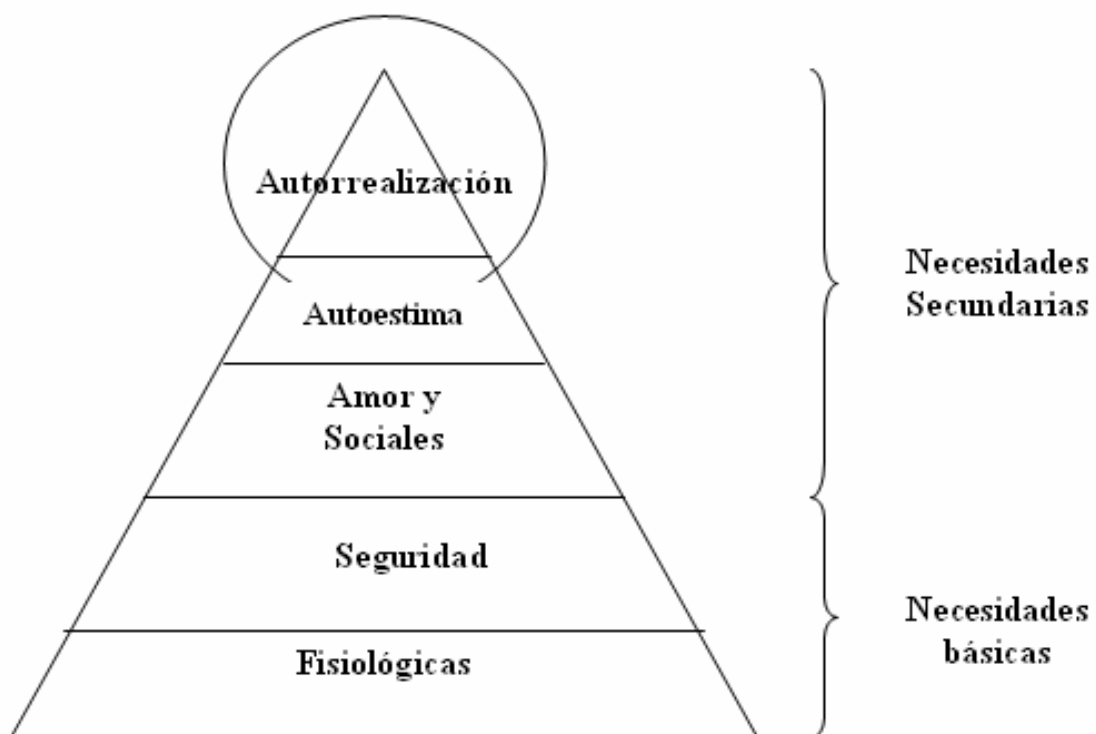 Autorrealización
Necesidades
Secundarias
Autoestima
Amor y
Sociales
Seguridad
Necesidades
básicas
Fisiológicas